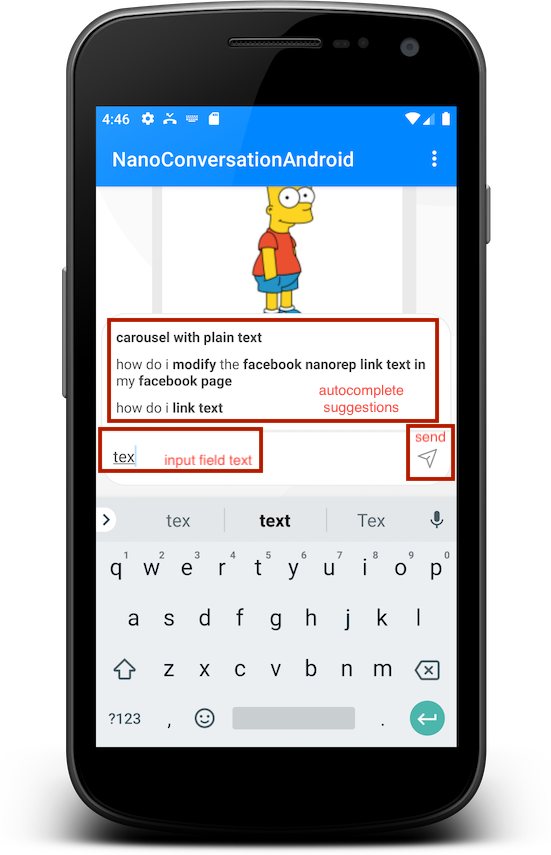 4:46
NanoConversationAndroid
carousel with plain text
how do i modify the facebook nanorep link text in
my facebook page
autocomplete
suggestions
how do i link text
send
tex
input field text
tex text Tex
1 2 3 4 5 6 7 8 9 0
q w e r t y u i o p
a s d f g h j k l
z x c v b n m
?123 , .